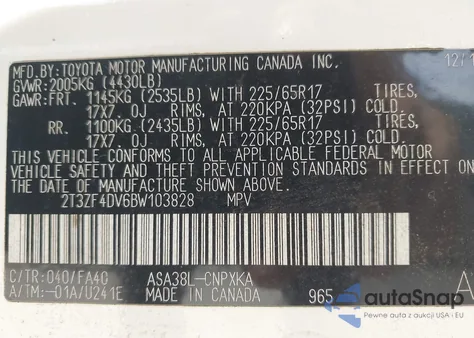 MFD.BY: TOYOTA MOTOR MANUFACTURING CANADA INC. 12/1
GVWR: 2005KG (4430LB)
GAWR: FRT. 1145KG (2535LB) WITH 225/65R17 TIRES,
17X7. 0J RIMS, AT 220KPA (32PSI) COLD.
RR. 1100KG (2435LB) WITH 225/65R17 TIRES,
17X7. 0J RIMS, AT 220KPA (32PSI) COLD.
THIS VEHICLE CONFORMS TO ALL APPLICABLE FEDERAL MOTOR
VEHICLE SAFETY AND THEFT PREVENTION STANDARDS IN EFFECT ON
THE DATE OF MANUFACTURE SHOWN ABOVE.
2T3ZF4DV6BW103828 MPV
C/TR: 040/FA40 ASA38L-CNPXKA A
A/TM: -01A/U241E MADE IN CANADA 965
autoSnap
Pewne auta z aukcji USA i EU